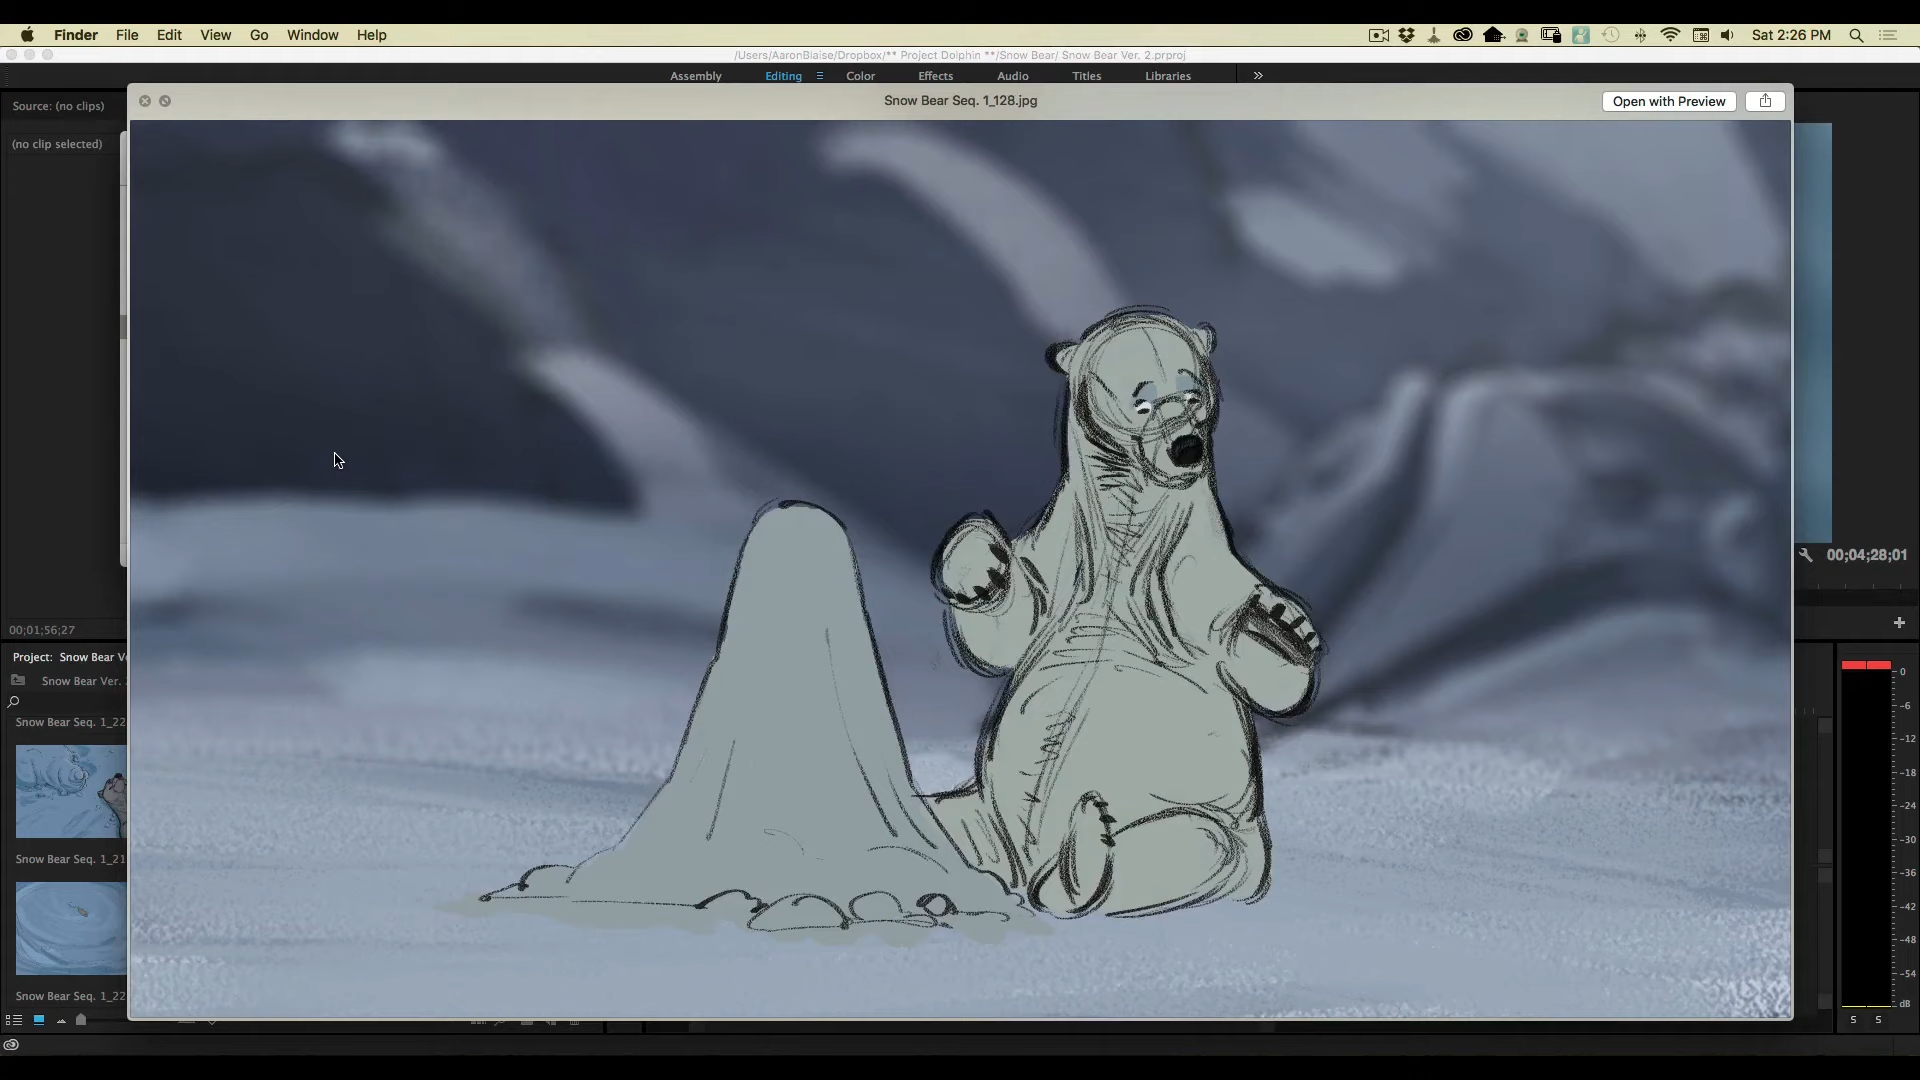 Finder File Edit View Go Window Help Sat 2:26 PM
/Users/AaronBlaise/Dropbox/** Project Dolphin **/Snow Bear/ Snow Bear Ver. 2.prproj
Assembly Editing Color Effects Audio Titles Libraries
Source: (no clips)
Snow Bear Seq. 1_128.jpg
Open with Preview
(no clip selected)
00;04;28;01
00;01;56;27
Project: Snow Bear V
Snow Bear Ver.
Snow Bear Seq. 1_22
Snow Bear Seq. 1_21
Snow Bear Seq. 1_22
0
-6
-12
-18
-24
-30
-36
-42
-48
-54
dB
S S